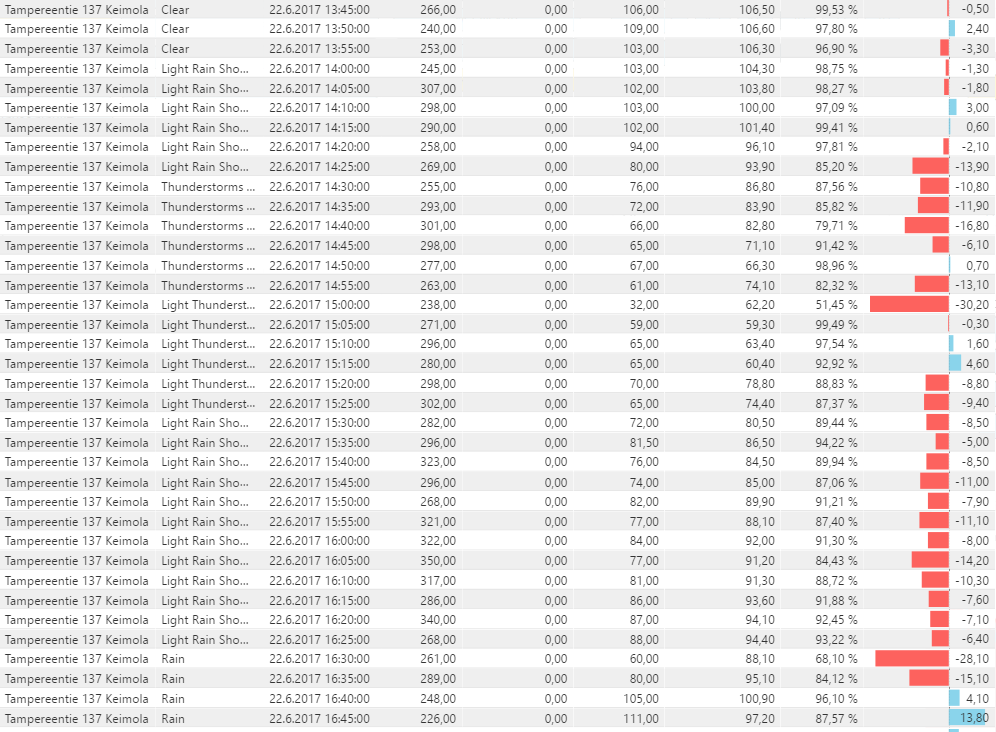 Tampereentie 137 Keimola Clear 22.6.2017 13:45:00 266,00 0,00 106,00 106,50 99,53 % -0,50
Tampereentie 137 Keimola Clear 22.6.2017 13:50:00 240,00 0,00 109,00 106,60 97,80 % 2,40
Tampereentie 137 Keimola Clear 22.6.2017 13:55:00 253,00 0,00 103,00 106,30 96,90 % -3,30
Tampereentie 137 Keimola Light Rain Sho... 22.6.2017 14:00:00 245,00 0,00 103,00 104,30 98,75 % -1,30
Tampereentie 137 Keimola Light Rain Sho... 22.6.2017 14:05:00 307,00 0,00 102,00 103,80 98,27 % -1,80
Tampereentie 137 Keimola Light Rain Sho... 22.6.2017 14:10:00 298,00 0,00 103,00 100,00 97,09 % 3,00
Tampereentie 137 Keimola Light Rain Sho... 22.6.2017 14:15:00 290,00 0,00 102,00 101,40 99,41 % 0,60
Tampereentie 137 Keimola Light Rain Sho... 22.6.2017 14:20:00 258,00 0,00 94,00 96,10 97,81 % -2,10
Tampereentie 137 Keimola Light Rain Sho... 22.6.2017 14:25:00 269,00 0,00 80,00 93,90 85,20 % -13,90
Tampereentie 137 Keimola Thunderstorms ... 22.6.2017 14:30:00 255,00 0,00 76,00 86,80 87,56 % -10,80
Tampereentie 137 Keimola Thunderstorms ... 22.6.2017 14:35:00 293,00 0,00 72,00 83,90 85,82 % -11,90
Tampereentie 137 Keimola Thunderstorms ... 22.6.2017 14:40:00 301,00 0,00 66,00 82,80 79,71 % -16,80
Tampereentie 137 Keimola Thunderstorms ... 22.6.2017 14:45:00 298,00 0,00 65,00 71,10 91,42 % -6,10
Tampereentie 137 Keimola Thunderstorms ... 22.6.2017 14:50:00 277,00 0,00 67,00 66,30 98,96 % 0,70
Tampereentie 137 Keimola Thunderstorms ... 22.6.2017 14:55:00 263,00 0,00 61,00 74,10 82,32 % -13,10
Tampereentie 137 Keimola Light Thunderst... 22.6.2017 15:00:00 238,00 0,00 32,00 62,20 51,45 % -30,20
Tampereentie 137 Keimola Light Thunderst... 22.6.2017 15:05:00 271,00 0,00 59,00 59,30 99,49 % -0,30
Tampereentie 137 Keimola Light Thunderst... 22.6.2017 15:10:00 296,00 0,00 65,00 63,40 97,54 % 1,60
Tampereentie 137 Keimola Light Thunderst... 22.6.2017 15:15:00 280,00 0,00 65,00 60,40 92,92 % 4,60
Tampereentie 137 Keimola Light Thunderst... 22.6.2017 15:20:00 298,00 0,00 70,00 78,80 88,83 % -8,80
Tampereentie 137 Keimola Light Thunderst... 22.6.2017 15:25:00 302,00 0,00 65,00 74,40 87,37 % -9,40
Tampereentie 137 Keimola Light Rain Sho... 22.6.2017 15:30:00 282,00 0,00 72,00 80,50 89,44 % -8,50
Tampereentie 137 Keimola Light Rain Sho... 22.6.2017 15:35:00 296,00 0,00 81,50 86,50 94,22 % -5,00
Tampereentie 137 Keimola Light Rain Sho... 22.6.2017 15:40:00 323,00 0,00 76,00 84,50 89,94 % -8,50
Tampereentie 137 Keimola Light Rain Sho... 22.6.2017 15:45:00 296,00 0,00 74,00 85,00 87,06 % -11,00
Tampereentie 137 Keimola Light Rain Sho... 22.6.2017 15:50:00 268,00 0,00 82,00 89,90 91,21 % -7,90
Tampereentie 137 Keimola Light Rain Sho... 22.6.2017 15:55:00 321,00 0,00 77,00 88,10 87,40 % -11,10
Tampereentie 137 Keimola Light Rain Sho... 22.6.2017 16:00:00 322,00 0,00 84,00 92,00 91,30 % -8,00
Tampereentie 137 Keimola Light Rain Sho... 22.6.2017 16:05:00 350,00 0,00 77,00 91,20 84,43 % -14,20
Tampereentie 137 Keimola Light Rain Sho... 22.6.2017 16:10:00 317,00 0,00 81,00 91,30 88,72 % -10,30
Tampereentie 137 Keimola Light Rain Sho... 22.6.2017 16:15:00 286,00 0,00 86,00 93,60 91,88 % -7,60
Tampereentie 137 Keimola Light Rain Sho... 22.6.2017 16:20:00 340,00 0,00 87,00 94,10 92,45 % -7,10
Tampereentie 137 Keimola Light Rain Sho... 22.6.2017 16:25:00 268,00 0,00 88,00 94,40 93,22 % -6,40
Tampereentie 137 Keimola Rain 22.6.2017 16:30:00 261,00 0,00 60,00 88,10 68,10 % -28,10
Tampereentie 137 Keimola Rain 22.6.2017 16:35:00 289,00 0,00 80,00 95,10 84,12 % -15,10
Tampereentie 137 Keimola Rain 22.6.2017 16:40:00 248,00 0,00 105,00 100,90 96,10 % 4,10
Tampereentie 137 Keimola Rain 22.6.2017 16:45:00 226,00 0,00 111,00 97,20 87,57 % 13,80